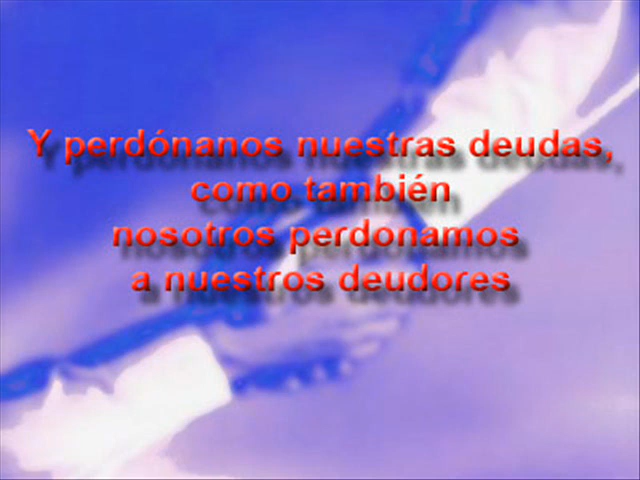 Y perdónanos nuestras deudas,
como también
nosotros perdonamos
a nuestros deudores